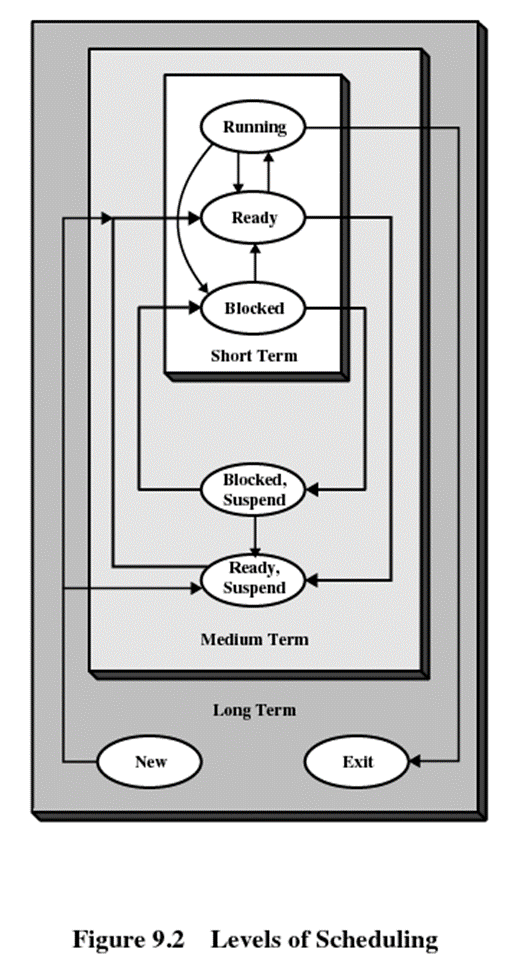 Running
Ready
Blocked
Short Term
Blocked,
Suspend
Ready,
Suspend
Medium Term
Long Term
New
Exit
Figure 9.2 Levels of Scheduling